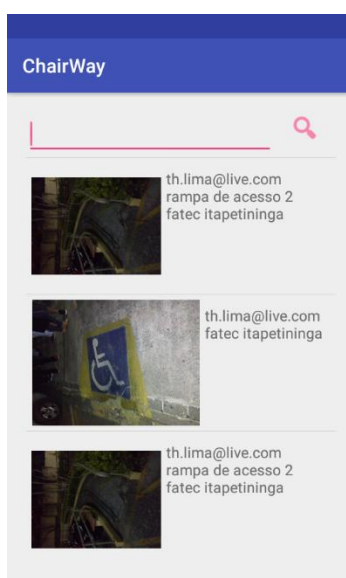 ChairWay
th.lima@live.com
rampa de acesso 2
fatec itapetininga
th.lima@live.com
fatec itapetininga
th.lima@live.com
rampa de acesso 2
fatec itapetininga